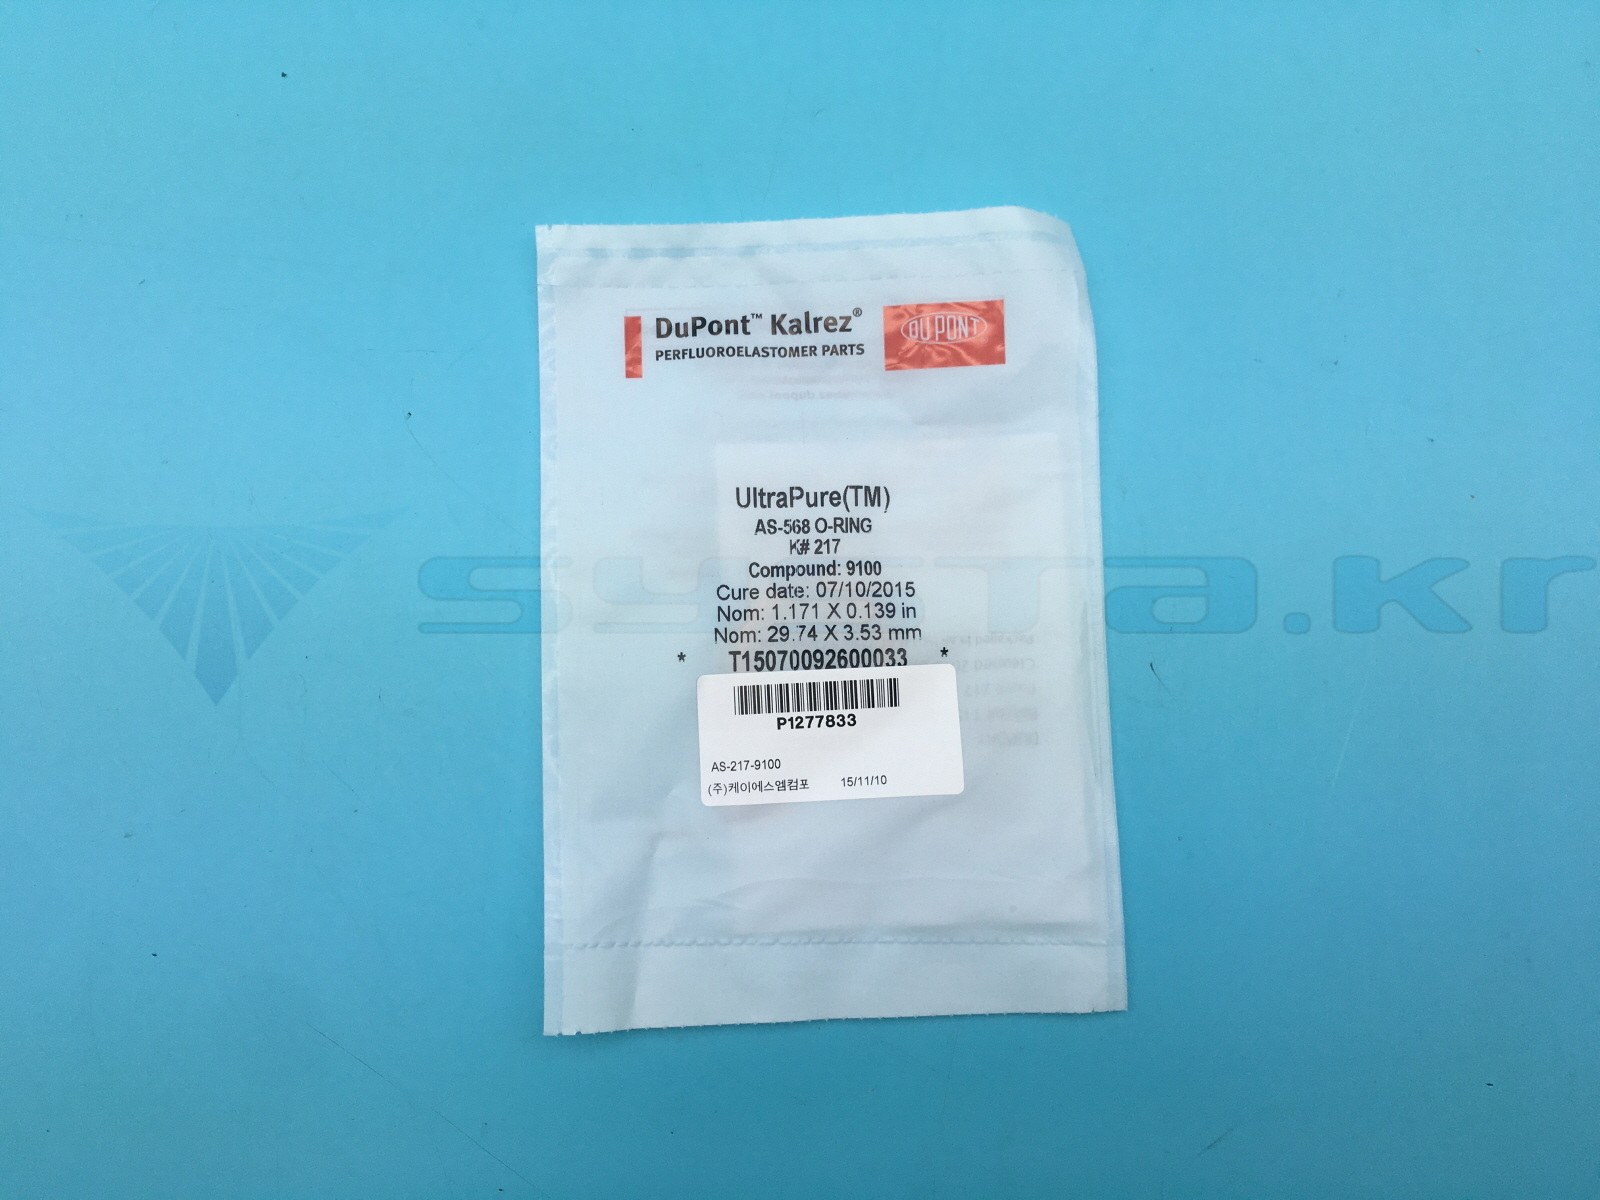 DuPont™ Kalrez®
PERFLUOROELASTOMER PARTS
DUPONT
UltraPure(TM)
AS-568 O-RING
K# 217
Compound: 9100
Cure date: 07/10/2015
Nom: 1.171 X 0.139 in
Nom: 29.74 X 3.53 mm
* T15070092600033 *
P1277833
AS-217-9100
(주)케이에스엠컴포 15/11/10